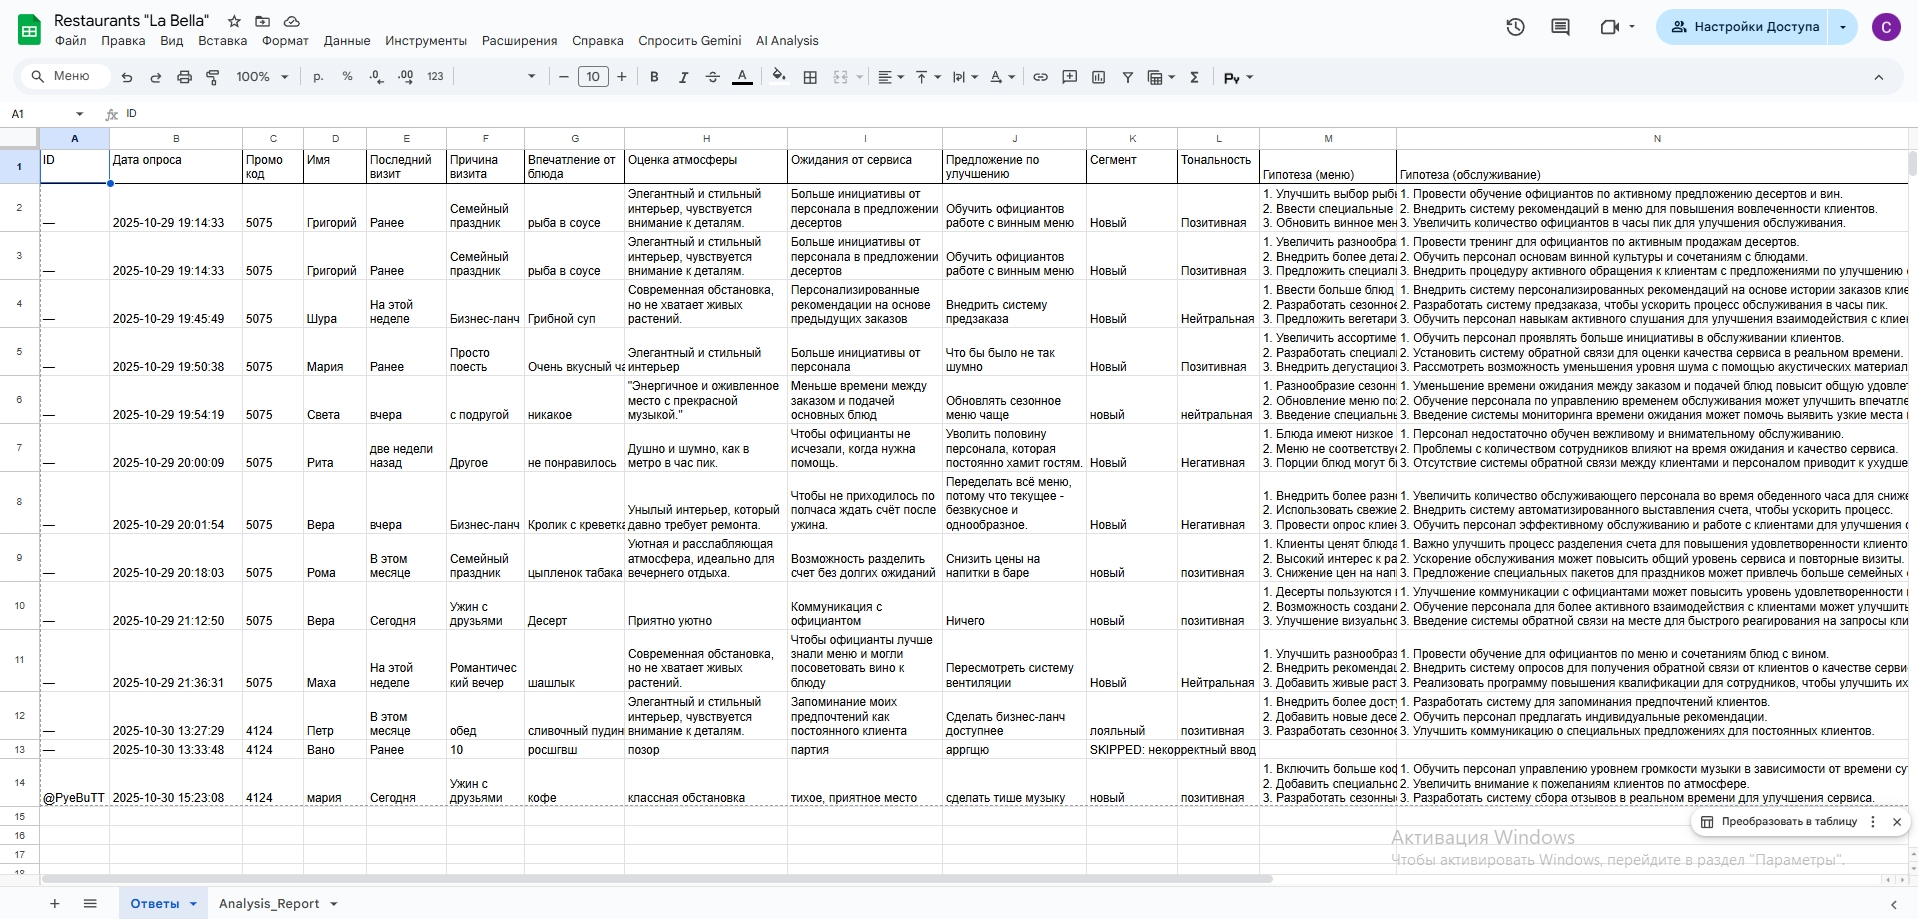 Restaurants "La Bella"
Файл Правка Вид Вставка Формат Данные Инструменты Расширения Справка Спросить Gemini AI Analysis
Настройки Доступа
C
Меню 100% р. % .0 .00 123 10 B I A Py
A1 fx ID
A B C D E F G H I J K L M N
1 ID Дата опроса Промо код Имя Последний визит Причина визита Впечатление от блюда Оценка атмосферы Ожидания от сервиса Предложение по улучшению Сегмент Тональность Гипотеза (меню) Гипотеза (обслуживание)
2 — 2025-10-29 19:14:33 5075 Григорий Ранее Семейный праздник рыба в соусе Элегантный и стильный интерьер, чувствуется внимание к деталям. Больше инициативы от персонала в предложении десертов Обучить официантов работе с винным меню Новый Позитивная
1. Улучшить выбор рыб
2. Ввести специальные
3. Обновить винное мен
1. Провести обучение официантов по активному предложению десертов и вин.
2. Внедрить систему рекомендаций в меню для повышения вовлеченности клиентов.
3. Увеличить количество официантов в часы пик для улучшения обслуживания.
3 — 2025-10-29 19:14:33 5075 Григорий Ранее Семейный праздник рыба в соусе Элегантный и стильный интерьер, чувствуется внимание к деталям. Больше инициативы от персонала в предложении десертов Обучить официантов работе с винным меню Новый Позитивная
1. Увеличить разнообра
2. Внедрить более дета
3. Предложить специал
1. Провести тренинг для официантов по активным продажам десертов.
2. Обучить персонал основам винной культуры и сочетаниям с блюдами.
3. Внедрить процедуру активного обращения к клиентам с предложениями по улучшению
4 — 2025-10-29 19:45:49 5075 Шура На этой неделе Бизнес-ланч Грибной суп Современная обстановка, но не хватает живых растений. Персонализированные рекомендации на основе предыдущих заказов Внедрить систему предзаказа Новый Нейтральная
1. Ввести больше блюд
2. Разработать сезонно
3. Предложить вегетари
1. Внедрить систему персонализированных рекомендаций на основе истории заказов клие
2. Разработать систему предзаказа, чтобы ускорить процесс обслуживания в часы пик.
3. Обучить персонал навыкам активного слушания для улучшения взаимодействия с клие
5 — 2025-10-29 19:50:38 5075 Мария Ранее Просто поесть Очень вкусный ча Элегантный и стильный интерьер Больше инициативы от персонала Что бы было не так шумно Новый Позитивная
1. Увеличить ассортиме
2. Разработать специал
3. Внедрить дегустацио
1. Обучить персонал проявлять больше инициативы в обслуживании клиентов.
2. Установить систему обратной связи для оценки качества сервиса в реальном времени.
3. Рассмотреть возможность уменьшения уровня шума с помощью акустических материал
6 — 2025-10-29 19:54:19 5075 Света вчера с подругой никакое "Энергичное и оживленное место с прекрасной музыкой." Меньше времени между заказом и подачей основных блюд Обновлять сезонное меню чаще новый нейтральная
1. Разнообразие сезонн
2. Обновление меню по
3. Введение специальн
1. Уменьшение времени ожидания между заказом и подачей блюд повысит общую удовлет
2. Обучение персонала по управлению временем обслуживания может улучшить впечатле
3. Введение системы мониторинга времени ожидания может помочь выявить узкие места
7 — 2025-10-29 20:00:09 5075 Рита две недели назад Другое не понравилось Душно и шумно, как в метро в час пик. Чтобы официанты не исчезали, когда нужна помощь. Уволить половину персонала, которая постоянно хамит гостям. Новый Негативная
1. Блюда имеют низкое
2. Меню не соответству
3. Порции блюд могут б
1. Персонал недостаточно обучен вежливому и внимательному обслуживанию.
2. Проблемы с количеством сотрудников влияют на время ожидания и качество сервиса.
3. Отсутствие системы обратной связи между клиентами и персоналом приводит к ухудше
8 — 2025-10-29 20:01:54 5075 Вера вчера Бизнес-ланч Кролик с креветка Унылый интерьер, который давно требует ремонта. Чтобы не приходилось по полчаса ждать счёт после ужина. Переделать всё меню, потому что текущее - безвкусное и однообразное. Новый Негативная
1. Внедрить более разн
2. Использовать свежие
3. Провести опрос клиен
1. Увеличить количество обслуживающего персонала во время обеденного часа для сниже
2. Внедрить систему автоматизированного выставления счета, чтобы ускорить процесс.
3. Обучить персонал эффективному обслуживанию и работе с клиентами для улучшения
9 — 2025-10-29 20:18:03 5075 Рома В этом месяце Семейный праздник цыпленок табака Уютная и расслабляющая атмосфера, идеально для вечернего отдыха. Возможность разделить счет без долгих ожиданий Снизить цены на напитки в баре новый позитивная
1. Клиенты ценят блюда
2. Высокий интерес к ра
3. Снижение цен на нап
1. Важно улучшить процесс разделения счета для повышения удовлетворенности клиенто
2. Ускорение обслуживания может повысить общий уровень сервиса и повторные визиты.
3. Предложение специальных пакетов для праздников может привлечь больше семейных
10 — 2025-10-29 21:12:50 5075 Вера Сегодня Ужин с друзьями Десерт Приятно уютно Коммуникация с официантом Ничего новый позитивная
1. Десерты пользуются
2. Возможность создани
3. Улучшение визуально
1. Улучшение коммуникации с официантами может повысить уровень удовлетворенности
2. Обучение персонала для более активного взаимодействия с клиентами может улучшить
3. Введение системы обратной связи на месте для быстрого реагирования на запросы кли
11 — 2025-10-29 21:36:31 5075 Маха На этой неделе Романтичес кий вечер шашлык Современная обстановка, но не хватает живых растений. Чтобы официанты лучше знали меню и могли посоветовать вино к блюду Пересмотреть систему вентиляции Новый Нейтральная
1. Улучшить разнообраз
2. Внедрить рекомендац
3. Добавить живые раст
1. Провести обучение для официантов по меню и сочетаниям блюд с вином.
2. Внедрить систему опросов для получения обратной связи от клиентов о качестве серви
3. Реализовать программу повышения квалификации для сотрудников, чтобы улучшить их
12 — 2025-10-30 13:27:29 4124 Петр В этом месяце обед сливочный пудин Элегантный и стильный интерьер, чувствуется внимание к деталям. Запоминание моих предпочтений как постоянного клиента Сделать бизнес-ланч доступнее лояльный позитивная
1. Внедрить более дост
2. Добавить новые десе
3. Разработать сезонно
1. Разработать систему для запоминания предпочтений клиентов.
2. Обучить персонал предлагать индивидуальные рекомендации.
3. Улучшить коммуникацию о специальных предложениях для постоянных клиентов.
13 — 2025-10-30 13:33:48 4124 Вано Ранее 10 росшгвш позор партия арргщю SKIPPED: некорректный ввод
14 @PyeBuTT 2025-10-30 15:23:08 4124 мария Сегодня Ужин с друзьями кофе классная обстановка тихое, приятное место сделать тише музыку новый позитивная
1. Включить больше коф
2. Добавить специально
3. Разработать сезонны
1. Обучить персонал управлению уровнем громкости музыки в зависимости от времени су
2. Увеличить внимание к пожеланиям клиентов по атмосфере.
3. Разработать систему сбора отзывов в реальном времени для улучшения сервиса.
15
16
17
18
Преобразовать в таблицу
Активация Windows
Чтобы активировать Windows, перейдите в раздел "Параметры".
Ответы Analysis_Report